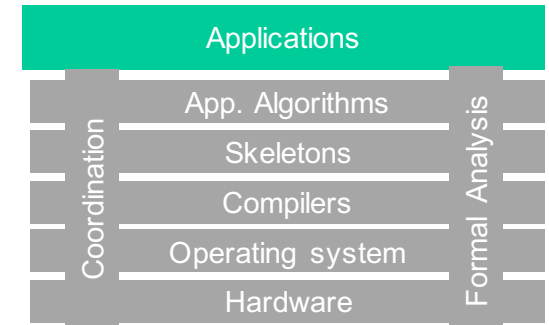 Applications
App. Algorithms
Skeletons
Compilers
Operating system
Hardware
Coordination
Formal Analysis